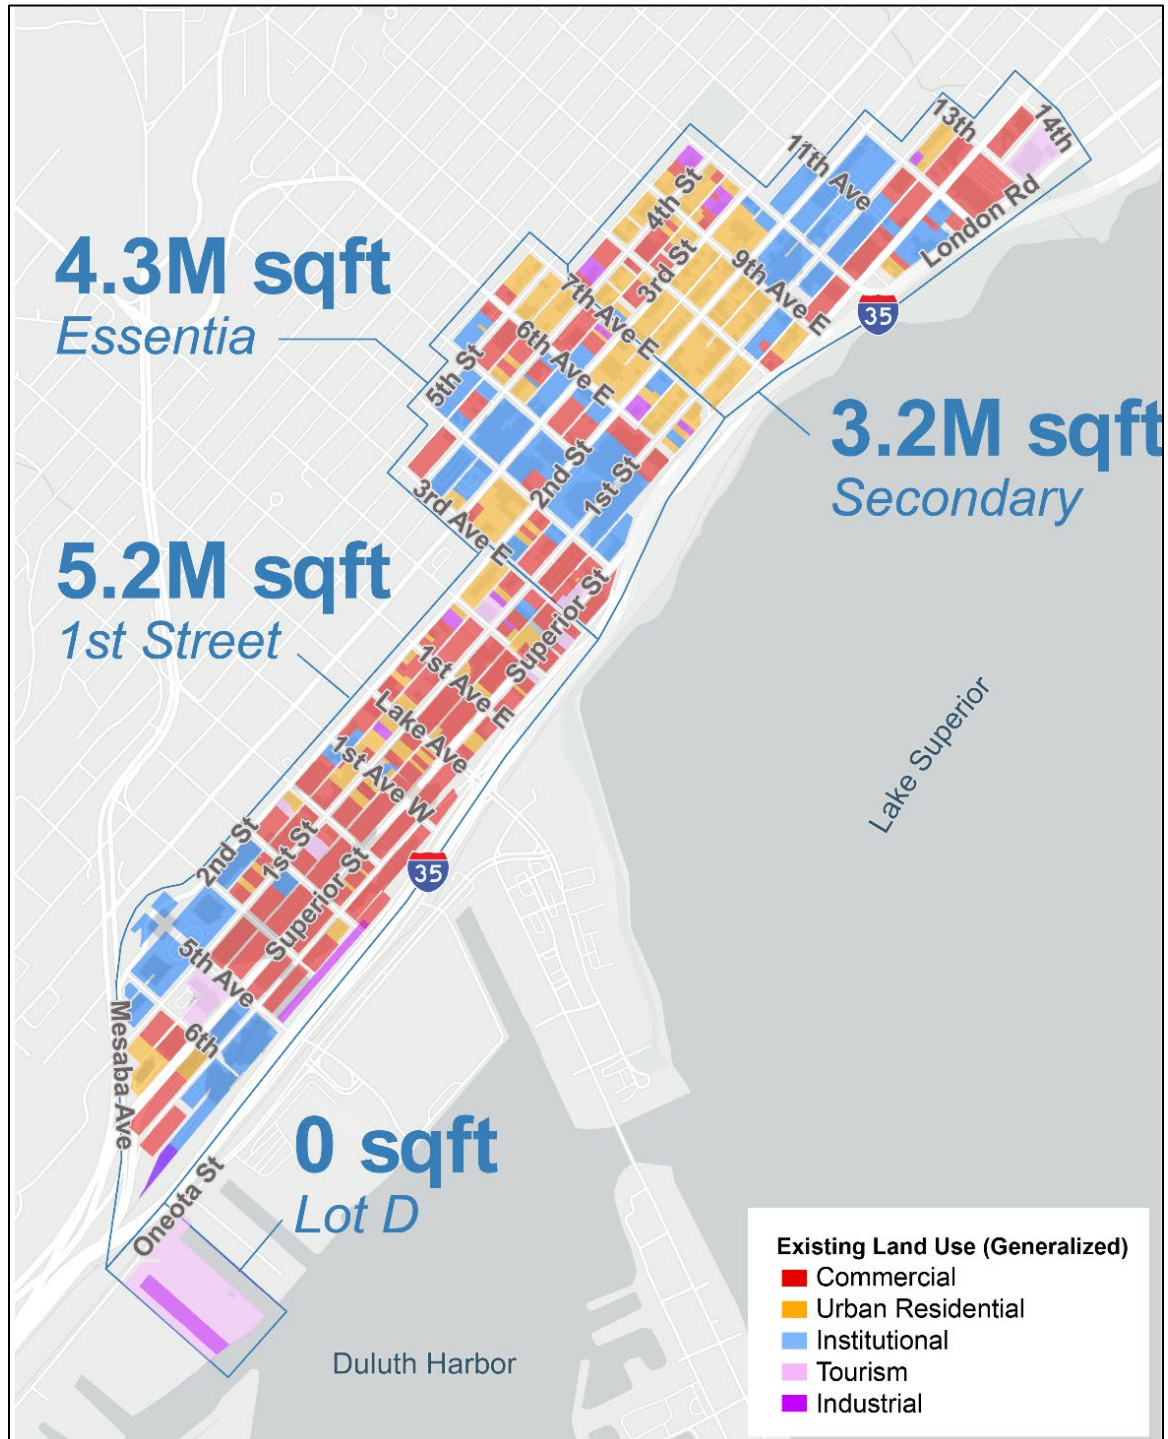 14th
13th
11th Ave
London Rd
4th St
3rd St
9th Ave E
35
4.3M sqft
Essentia
7th Ave E
6th Ave E
5th St
3.2M sqft
Secondary
2nd St
1st St
3rd Ave E
5.2M sqft
1st Street
Superior St
1st Ave E
Lake Ave
1st Ave W
Lake Superior
2nd St
1st St
Superior St
35
5th Ave
6th
Mesaba Ave
0 sqft
Lot D
Oneota St
Duluth Harbor
Existing Land Use (Generalized)
Commercial
Urban Residential
Institutional
Tourism
Industrial